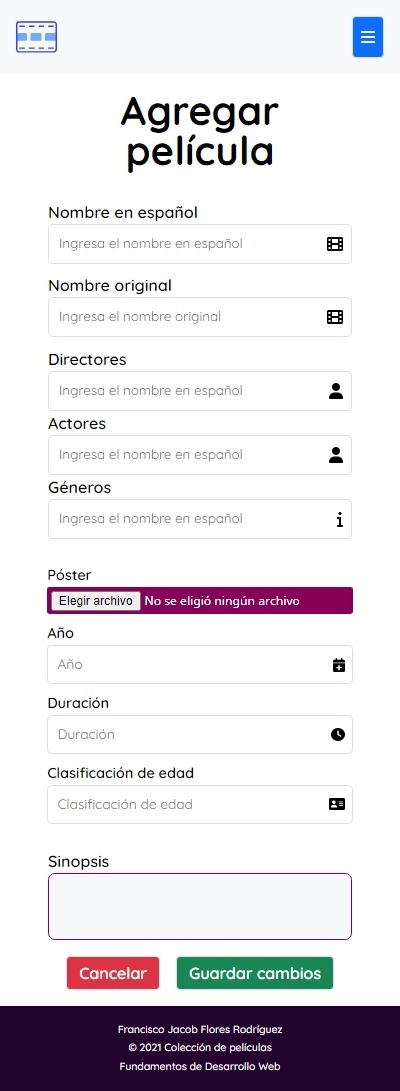 Agregar
película
Nombre en español
Ingresa el nombre en español
Nombre original
Ingresa el nombre original
Directores
Ingresa el nombre en español
Actores
Ingresa el nombre en español
Géneros
Ingresa el nombre en español
Póster
Elegir archivo No se eligió ningún archivo
Año
Año
Duración
Duración
Clasificación de edad
Clasificación de edad
Sinopsis
Cancelar Guardar cambios
Francisco Jacob Flores Rodríguez
© 2021 Colección de películas
Fundamentos de Desarrollo Web